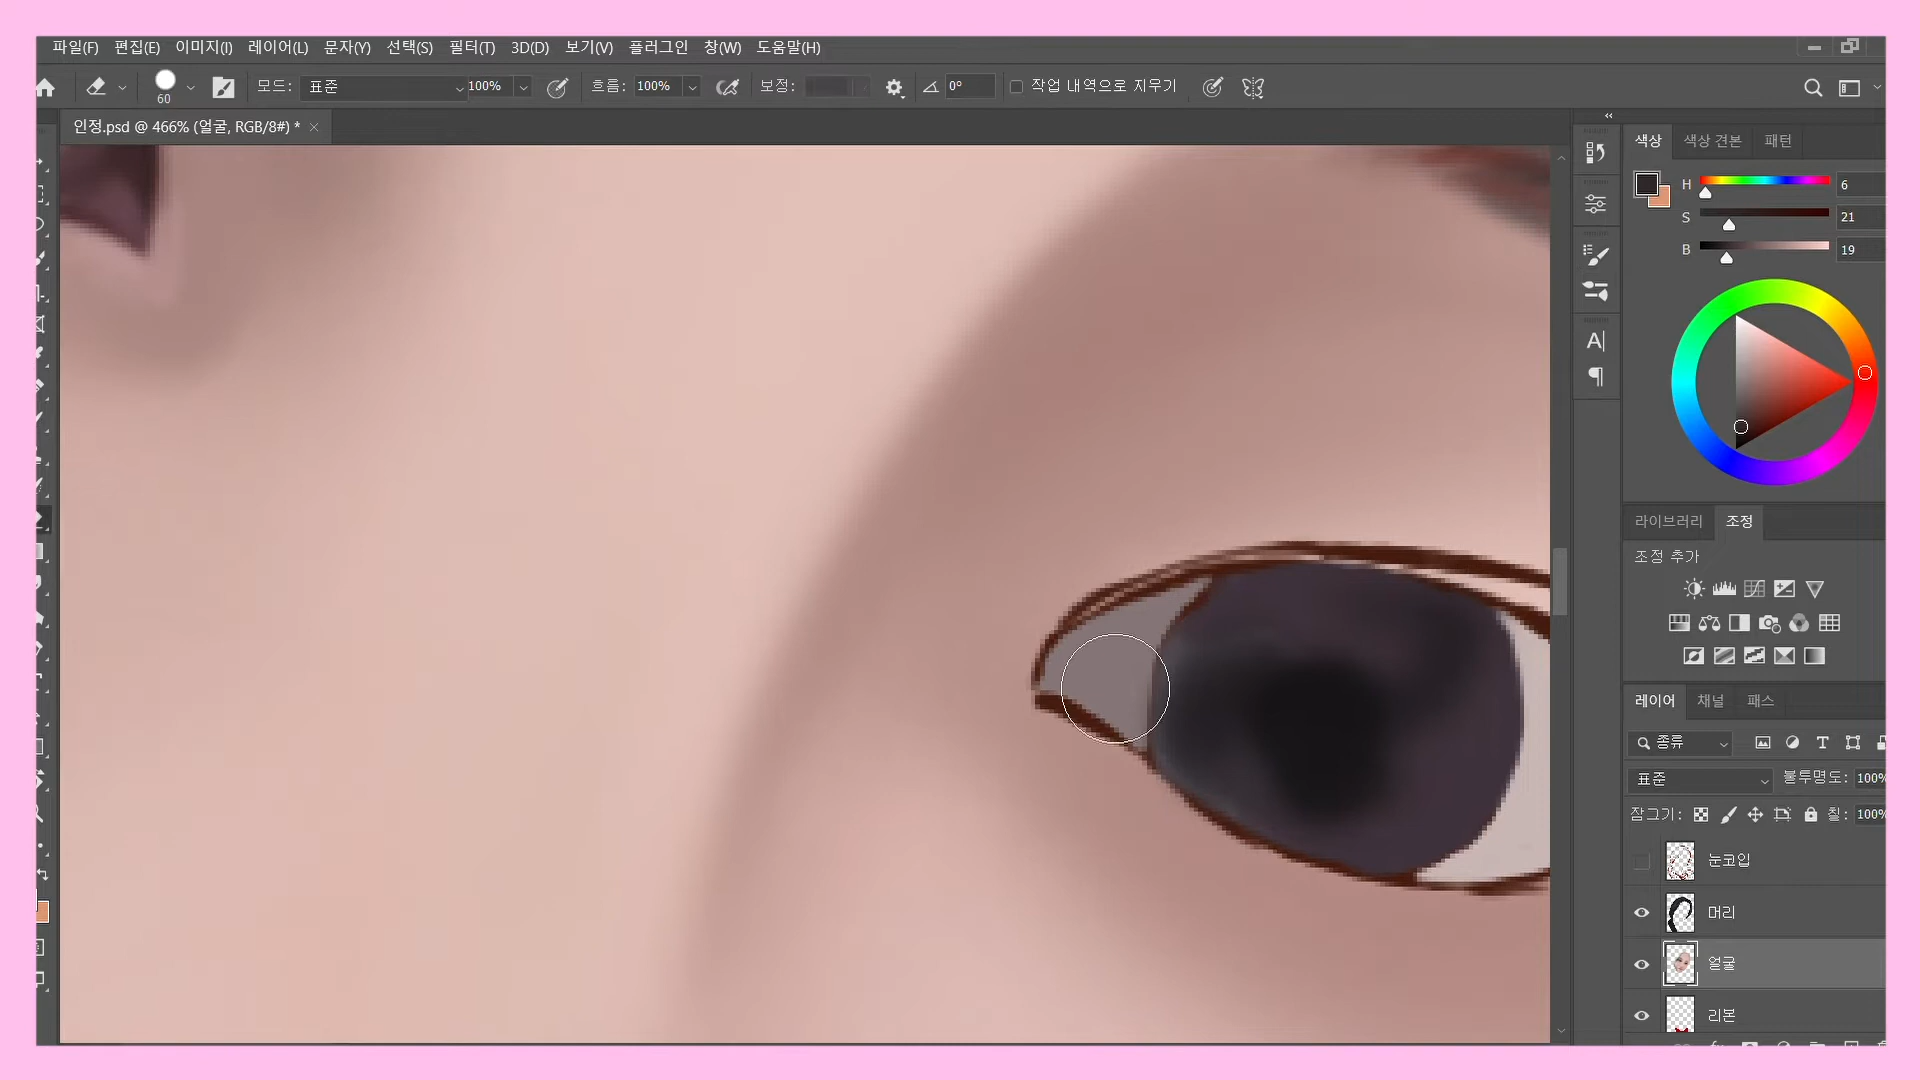 파일(F) 편집(E) 이미지(I) 레이어(L) 문자(Y) 선택(S) 필터(T) 3D(D) 보기(V) 플러그인 창(W) 도움말(H)
60 모드: 표준 100% 흐름: 100% 보정: 0° 작업 내역으로 지우기
인정.psd @ 466% (얼굴, RGB/8#) *
색상 색상 견본 패턴
H 6
S 21
B 19
라이브러리 조정
조정 추가
레이어 채널 패스
종류
표준 불투명도: 100%
잠그기: 칠: 100%
눈코입
머리
얼굴
리본